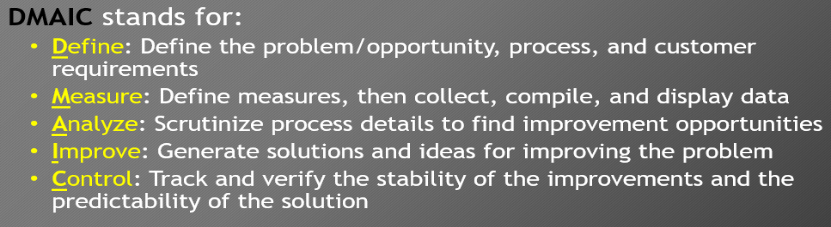 DMAIC stands for:
• Define: Define the problem/opportunity, process, and customer
requirements
• Measure: Define measures, then collect, compile, and display data
• Analyze: Scrutinize process details to find improvement opportunities
• Improve: Generate solutions and ideas for improving the problem
• Control: Track and verify the stability of the improvements and the
predictability of the solution